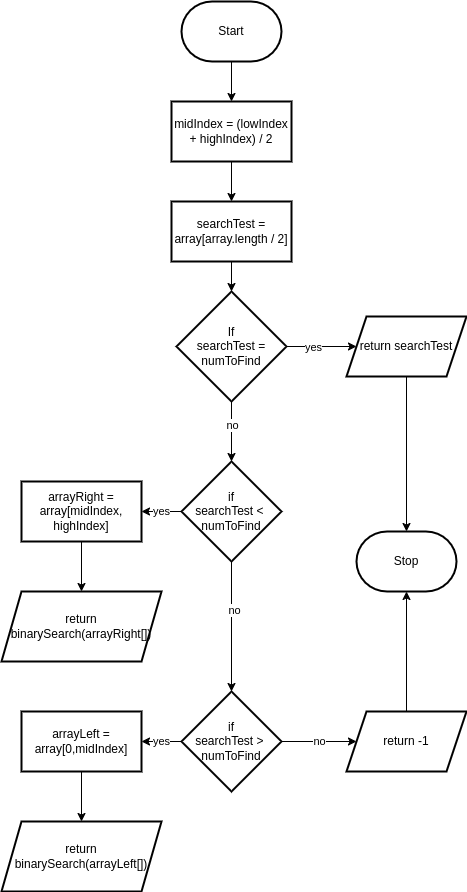 Start
midIndex = (lowIndex
+ highIndex) / 2
searchTest =
array[array.length / 2]
If
searchTest =
numToFind
yes
return searchTest
no
if
searchTest <
numToFind
yes
arrayRight =
array[midIndex,
highIndex]
Stop
return
binarySearch(arrayRight[])
no
if
searchTest >
numToFind
yes
arrayLeft =
array[0,midIndex]
no
return -1
return
binarySearch(arrayLeft[])